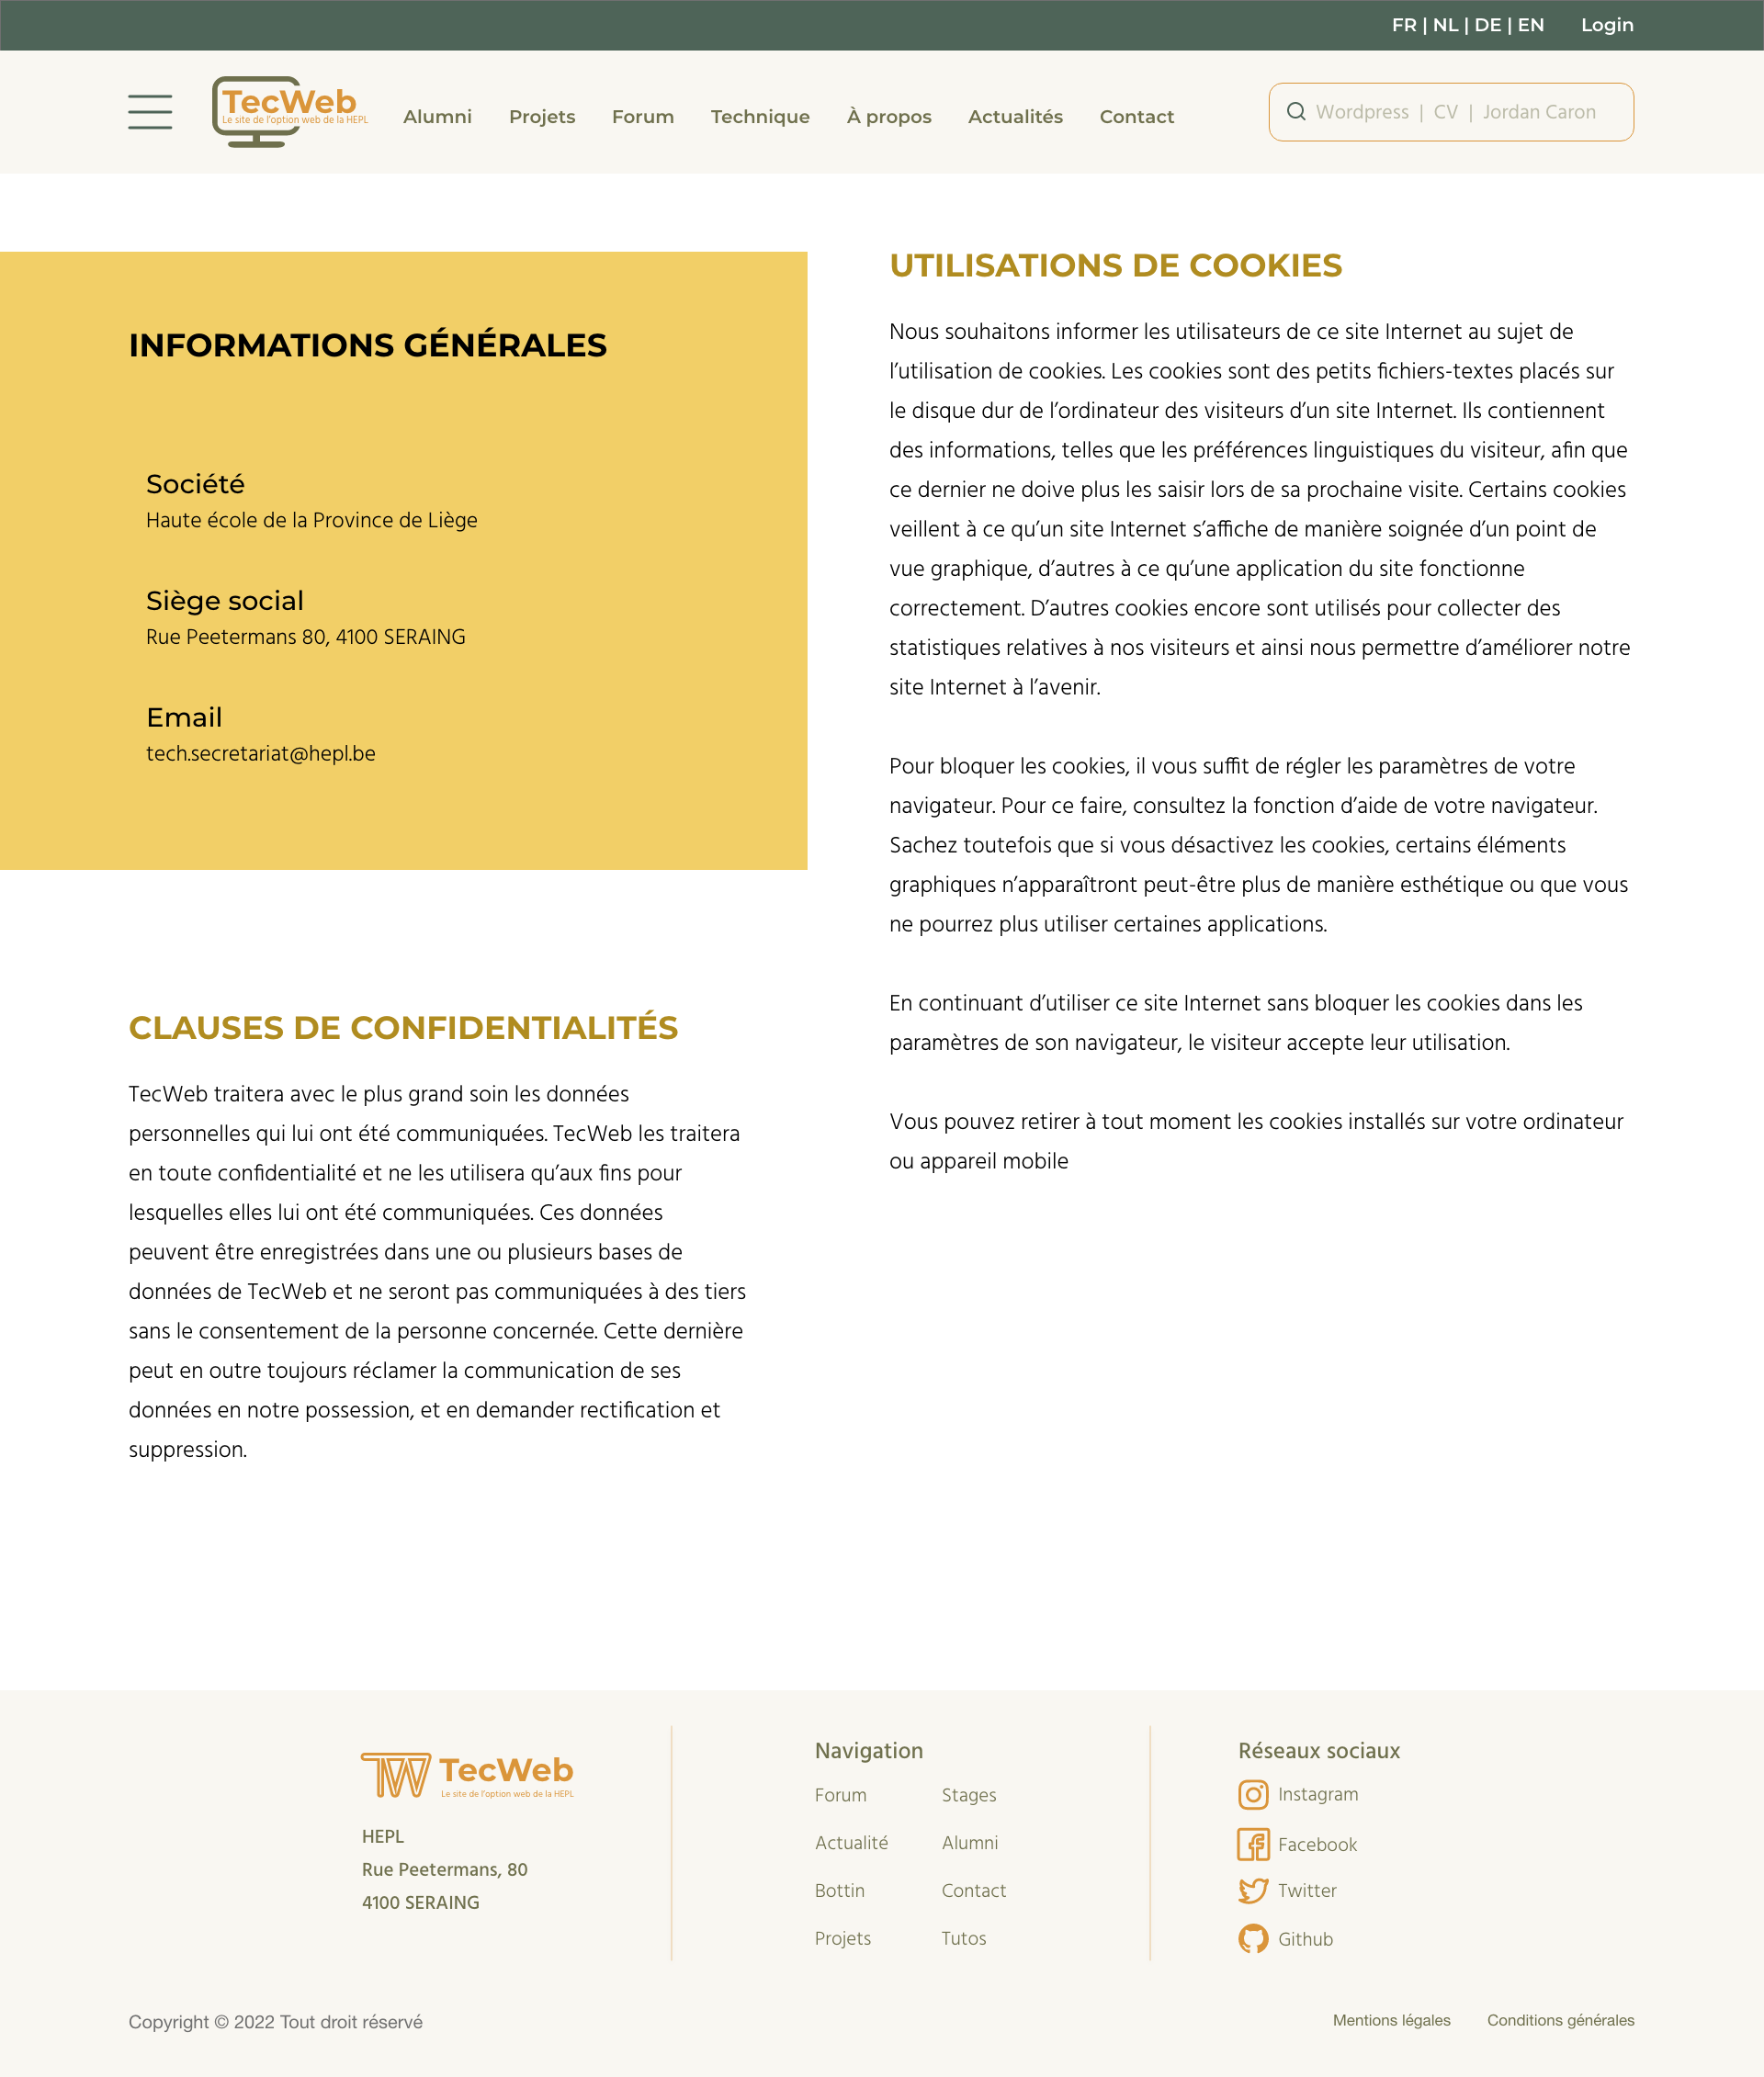 FR | NL | DE | EN Login
TecWeb
Le site de l'option web de la HEPL
Alumni Projets Forum Technique À propos Actualités Contact
Wordpress | CV | Jordan Caron
INFORMATIONS GÉNÉRALES
Société
Haute école de la Province de Liège
Siège social
Rue Peetermans 80, 4100 SERAING
Email
tech.secretariat@hepl.be
CLAUSES DE CONFIDENTIALITÉS
TecWeb traitera avec le plus grand soin les données
personnelles qui lui ont été communiquées. TecWeb les traitera
en toute confidentialité et ne les utilisera qu’aux fins pour
lesquelles elles lui ont été communiquées. Ces données
peuvent être enregistrées dans une ou plusieurs bases de
données de TecWeb et ne seront pas communiquées à des tiers
sans le consentement de la personne concernée. Cette dernière
peut en outre toujours réclamer la communication de ses
données en notre possession, et en demander rectification et
suppression.
UTILISATIONS DE COOKIES
Nous souhaitons informer les utilisateurs de ce site Internet au sujet de
l’utilisation de cookies. Les cookies sont des petits fichiers-textes placés sur
le disque dur de l’ordinateur des visiteurs d’un site Internet. Ils contiennent
des informations, telles que les préférences linguistiques du visiteur, afin que
ce dernier ne doive plus les saisir lors de sa prochaine visite. Certains cookies
veillent à ce qu’un site Internet s’affiche de manière soignée d’un point de
vue graphique, d’autres à ce qu’une application du site fonctionne
correctement. D’autres cookies encore sont utilisés pour collecter des
statistiques relatives à nos visiteurs et ainsi nous permettre d’améliorer notre
site Internet à l’avenir.
Pour bloquer les cookies, il vous suffit de régler les paramètres de votre
navigateur. Pour ce faire, consultez la fonction d’aide de votre navigateur.
Sachez toutefois que si vous désactivez les cookies, certains éléments
graphiques n’apparaîtront peut-être plus de manière esthétique ou que vous
ne pourrez plus utiliser certaines applications.
En continuant d’utiliser ce site Internet sans bloquer les cookies dans les
paramètres de son navigateur, le visiteur accepte leur utilisation.
Vous pouvez retirer à tout moment les cookies installés sur votre ordinateur
ou appareil mobile
TW TecWeb
Le site de l'option web de la HEPL
HEPL
Rue Peetermans, 80
4100 SERAING
Navigation
Forum Stages
Actualité Alumni
Bottin Contact
Projets Tutos
Réseaux sociaux
Instagram
Facebook
Twitter
Github
Copyright © 2022 Tout droit réservé
Mentions légales Conditions générales